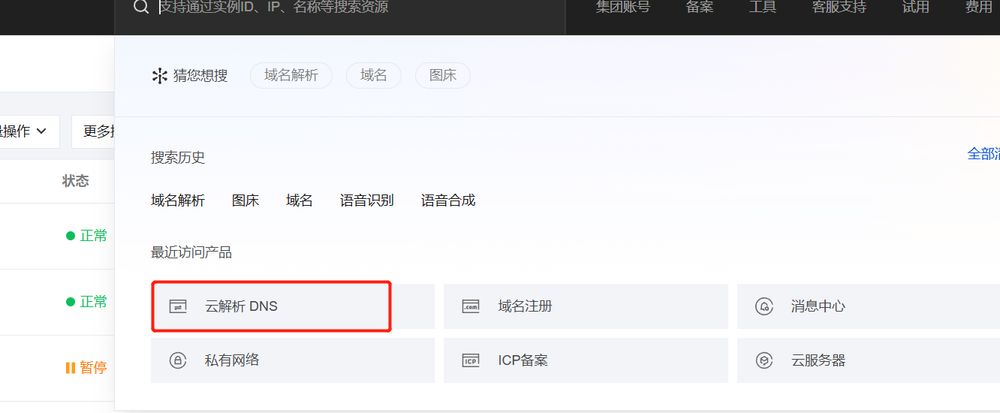 支持通过实例ID、IP、名称等搜索资源 集团账号 备案 工具 客服支持 试用 费用
猜您想搜 域名解析 域名 图床
操作 更多
搜索历史 全部
状态
域名解析 图床 域名 语音识别 语音合成
正常
最近访问产品
正常 云解析 DNS 域名注册 消息中心
暂停 私有网络 ICP备案 云服务器